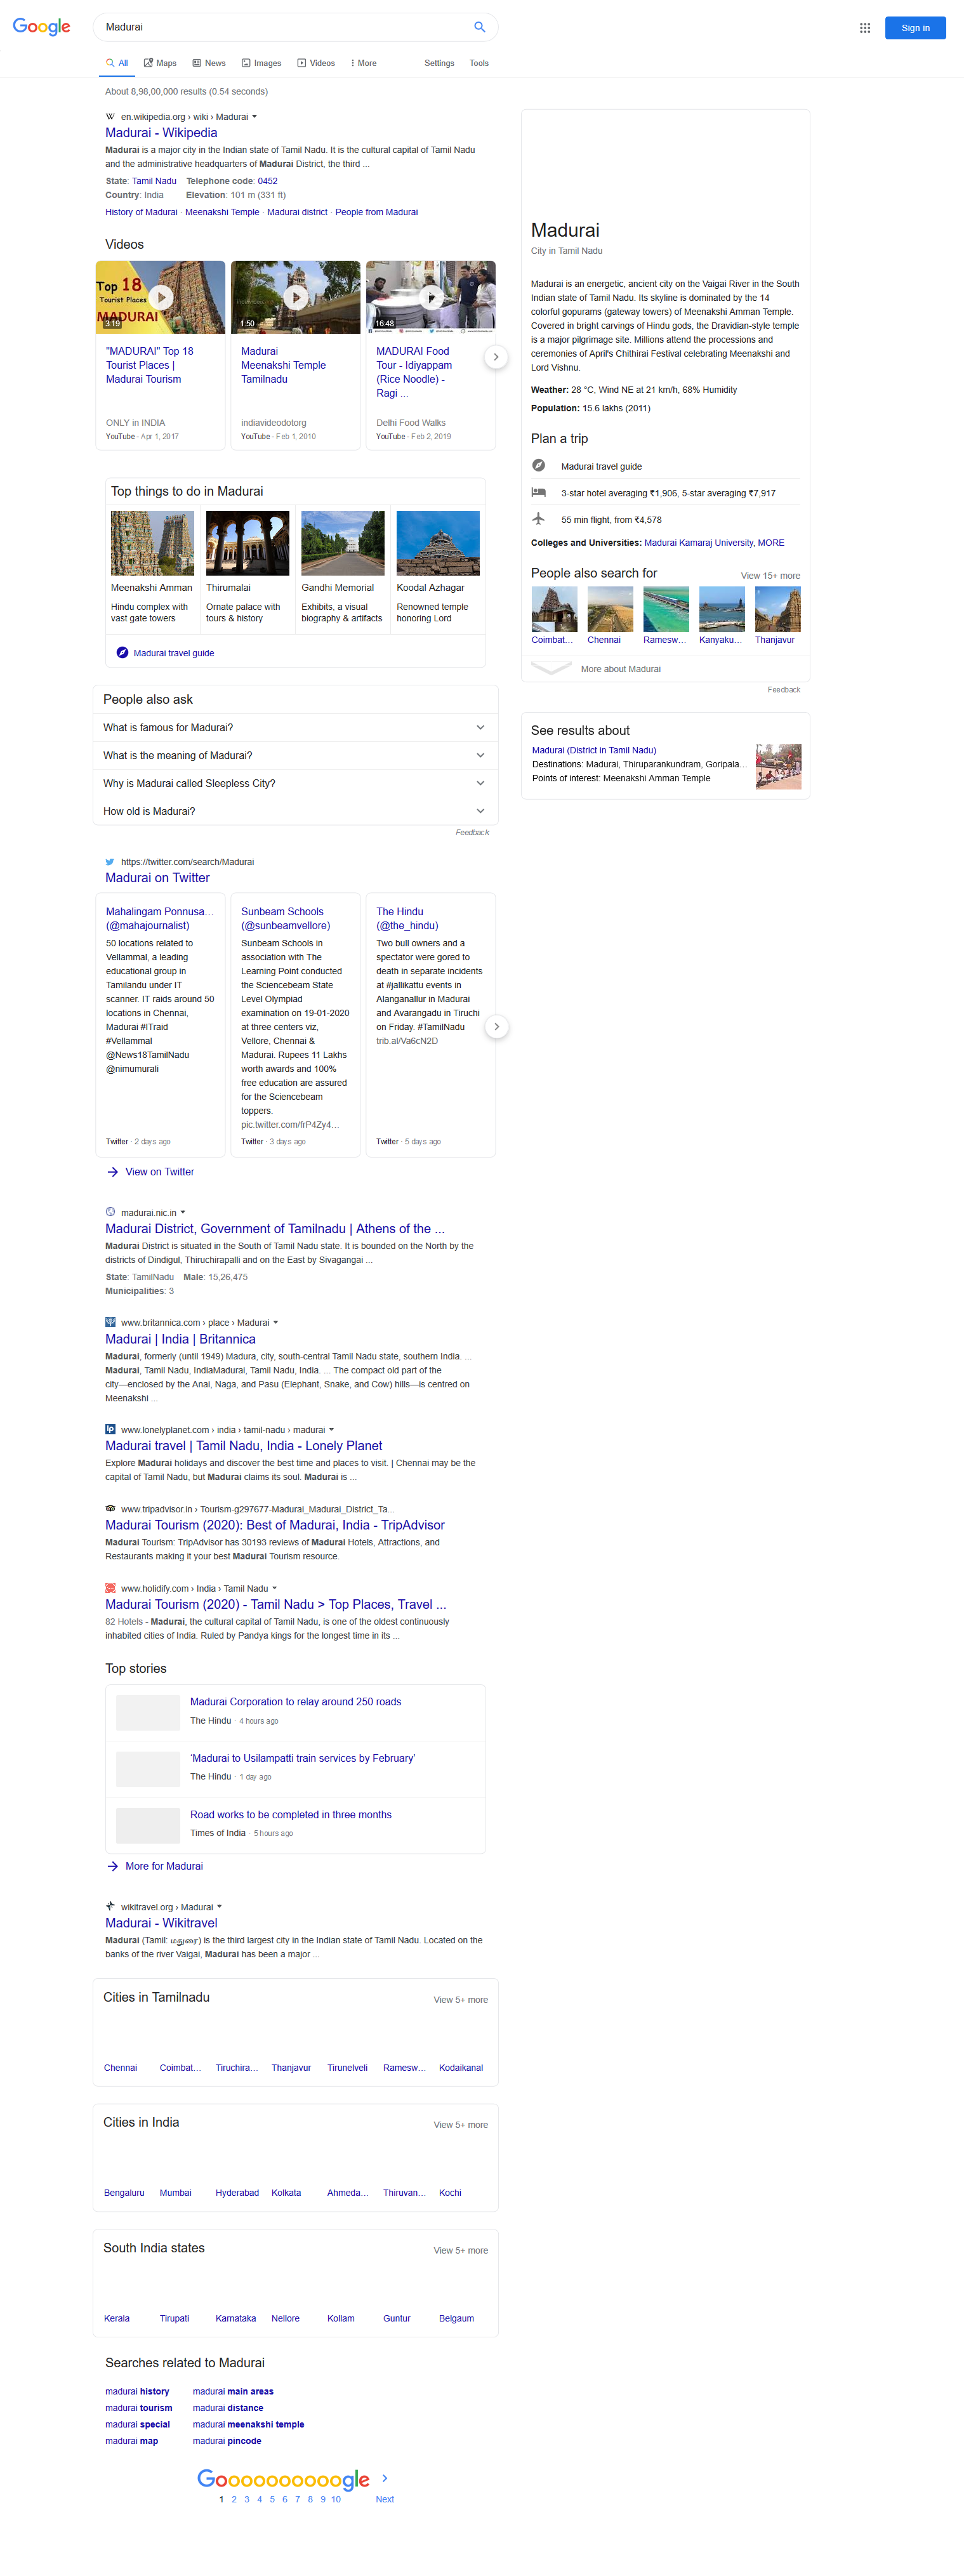 Google
Madurai
Sign in
All
Maps
News
Images
Videos
More
Settings
Tools
About 8,98,00,000 results (0.54 seconds)
en.wikipedia.org › wiki › Madurai
Madurai - Wikipedia
Madurai is a major city in the Indian state of Tamil Nadu. It is the cultural capital of Tamil Nadu
and the administrative headquarters of Madurai District, the third ...
State: Tamil Nadu Telephone code: 0452
Country: India Elevation: 101 m (331 ft)
History of Madurai · Meenakshi Temple · Madurai district · People from Madurai
Videos
Top 18
Tourist Places
MADURAI
3:19
1:50
16:48
"MADURAI" Top 18
Tourist Places |
Madurai Tourism
ONLY in INDIA
YouTube - Apr 1, 2017
Madurai
Meenakshi Temple
Tamilnadu
indiavideodotorg
YouTube - Feb 1, 2010
MADURAI Food
Tour - Idiyappam
(Rice Noodle) -
Ragi ...
Delhi Food Walks
YouTube - Feb 2, 2019
Top things to do in Madurai
Meenakshi Amman
Hindu complex with
vast gate towers
Thirumalai
Ornate palace with
tours & history
Gandhi Memorial
Exhibits, a visual
biography & artifacts
Koodal Azhagar
Renowned temple
honoring Lord
Madurai travel guide
People also ask
What is famous for Madurai?
What is the meaning of Madurai?
Why is Madurai called Sleepless City?
How old is Madurai?
Feedback
https://twitter.com/search/Madurai
Madurai on Twitter
Mahalingam Ponnusa...
(@mahajournalist)
50 locations related to
Vellammal, a leading
educational group in
Tamilandu under IT
scanner. IT raids around 50
locations in Chennai,
Madurai #ITraid
#Vellammal
@News18TamilNadu
@nimumurali
Twitter · 2 days ago
Sunbeam Schools
(@sunbeamvellore)
Sunbeam Schools in
association with The
Learning Point conducted
the Sciencebeam State
Level Olympiad
examination on 19-01-2020
at three centers viz,
Vellore, Chennai &
Madurai. Rupees 11 Lakhs
worth awards and 100%
free education are assured
for the Sciencebeam
toppers.
pic.twitter.com/frP4Zy4...
Twitter · 3 days ago
The Hindu
(@the_hindu)
Two bull owners and a
spectator were gored to
death in separate incidents
at #jallikattu events in
Alanganallur in Madurai
and Avarangadu in Tiruchi
on Friday. #TamilNadu
trib.al/Va6cN2D
Twitter · 5 days ago
View on Twitter
madurai.nic.in
Madurai District, Government of Tamilnadu | Athens of the ...
Madurai District is situated in the South of Tamil Nadu state. It is bounded on the North by the
districts of Dindigul, Thiruchirapalli and on the East by Sivagangai ...
State: TamilNadu Male: 15,26,475
Municipalities: 3
www.britannica.com › place › Madurai
Madurai | India | Britannica
Madurai, formerly (until 1949) Madura, city, south-central Tamil Nadu state, southern India. ...
Madurai, Tamil Nadu, IndiaMadurai, Tamil Nadu, India. ... The compact old part of the
city—enclosed by the Anai, Naga, and Pasu (Elephant, Snake, and Cow) hills—is centred on
Meenakshi ...
www.lonelyplanet.com › india › tamil-nadu › madurai
Madurai travel | Tamil Nadu, India - Lonely Planet
Explore Madurai holidays and discover the best time and places to visit. | Chennai may be the
capital of Tamil Nadu, but Madurai claims its soul. Madurai is ...
www.tripadvisor.in › Tourism-g297677-Madurai_Madurai_District_Ta...
Madurai Tourism (2020): Best of Madurai, India - TripAdvisor
Madurai Tourism: TripAdvisor has 30193 reviews of Madurai Hotels, Attractions, and
Restaurants making it your best Madurai Tourism resource.
www.holidify.com › India › Tamil Nadu
Madurai Tourism (2020) - Tamil Nadu > Top Places, Travel ...
82 Hotels - Madurai, the cultural capital of Tamil Nadu, is one of the oldest continuously
inhabited cities of India. Ruled by Pandya kings for the longest time in its ...
Top stories
Madurai Corporation to relay around 250 roads
The Hindu · 4 hours ago
'Madurai to Usilampatti train services by February'
The Hindu · 1 day ago
Road works to be completed in three months
Times of India · 5 hours ago
More for Madurai
wikitravel.org › Madurai
Madurai - Wikitravel
Madurai (Tamil: மதுரை) is the third largest city in the Indian state of Tamil Nadu. Located on the
banks of the river Vaigai, Madurai has been a major ...
Cities in Tamilnadu
View 5+ more
Chennai Coimbat... Tiruchira... Thanjavur Tirunelveli Ramesw... Kodaikanal
Cities in India
View 5+ more
Bengaluru Mumbai Hyderabad Kolkata Ahmeda... Thiruvan... Kochi
South India states
View 5+ more
Kerala Tirupati Karnataka Nellore Kollam Guntur Belgaum
Searches related to Madurai
madurai history
madurai tourism
madurai special
madurai map
madurai main areas
madurai distance
madurai meenakshi temple
madurai pincode
Goooooooooogle
1 2 3 4 5 6 7 8 9 10 Next
Madurai
City in Tamil Nadu
Madurai is an energetic, ancient city on the Vaigai River in the South
Indian state of Tamil Nadu. Its skyline is dominated by the 14
colorful gopurams (gateway towers) of Meenakshi Amman Temple.
Covered in bright carvings of Hindu gods, the Dravidian-style temple
is a major pilgrimage site. Millions attend the processions and
ceremonies of April's Chithirai Festival celebrating Meenakshi and
Lord Vishnu.
Weather: 28 °C, Wind NE at 21 km/h, 68% Humidity
Population: 15.6 lakhs (2011)
Plan a trip
Madurai travel guide
3-star hotel averaging ₹1,906, 5-star averaging ₹7,917
55 min flight, from ₹4,578
Colleges and Universities: Madurai Kamaraj University, MORE
People also search for
View 15+ more
Coimbat... Chennai Ramesw... Kanyaku... Thanjavur
More about Madurai
Feedback
See results about
Madurai (District in Tamil Nadu)
Destinations: Madurai, Thiruparankundram, Goripala...
Points of interest: Meenakshi Amman Temple